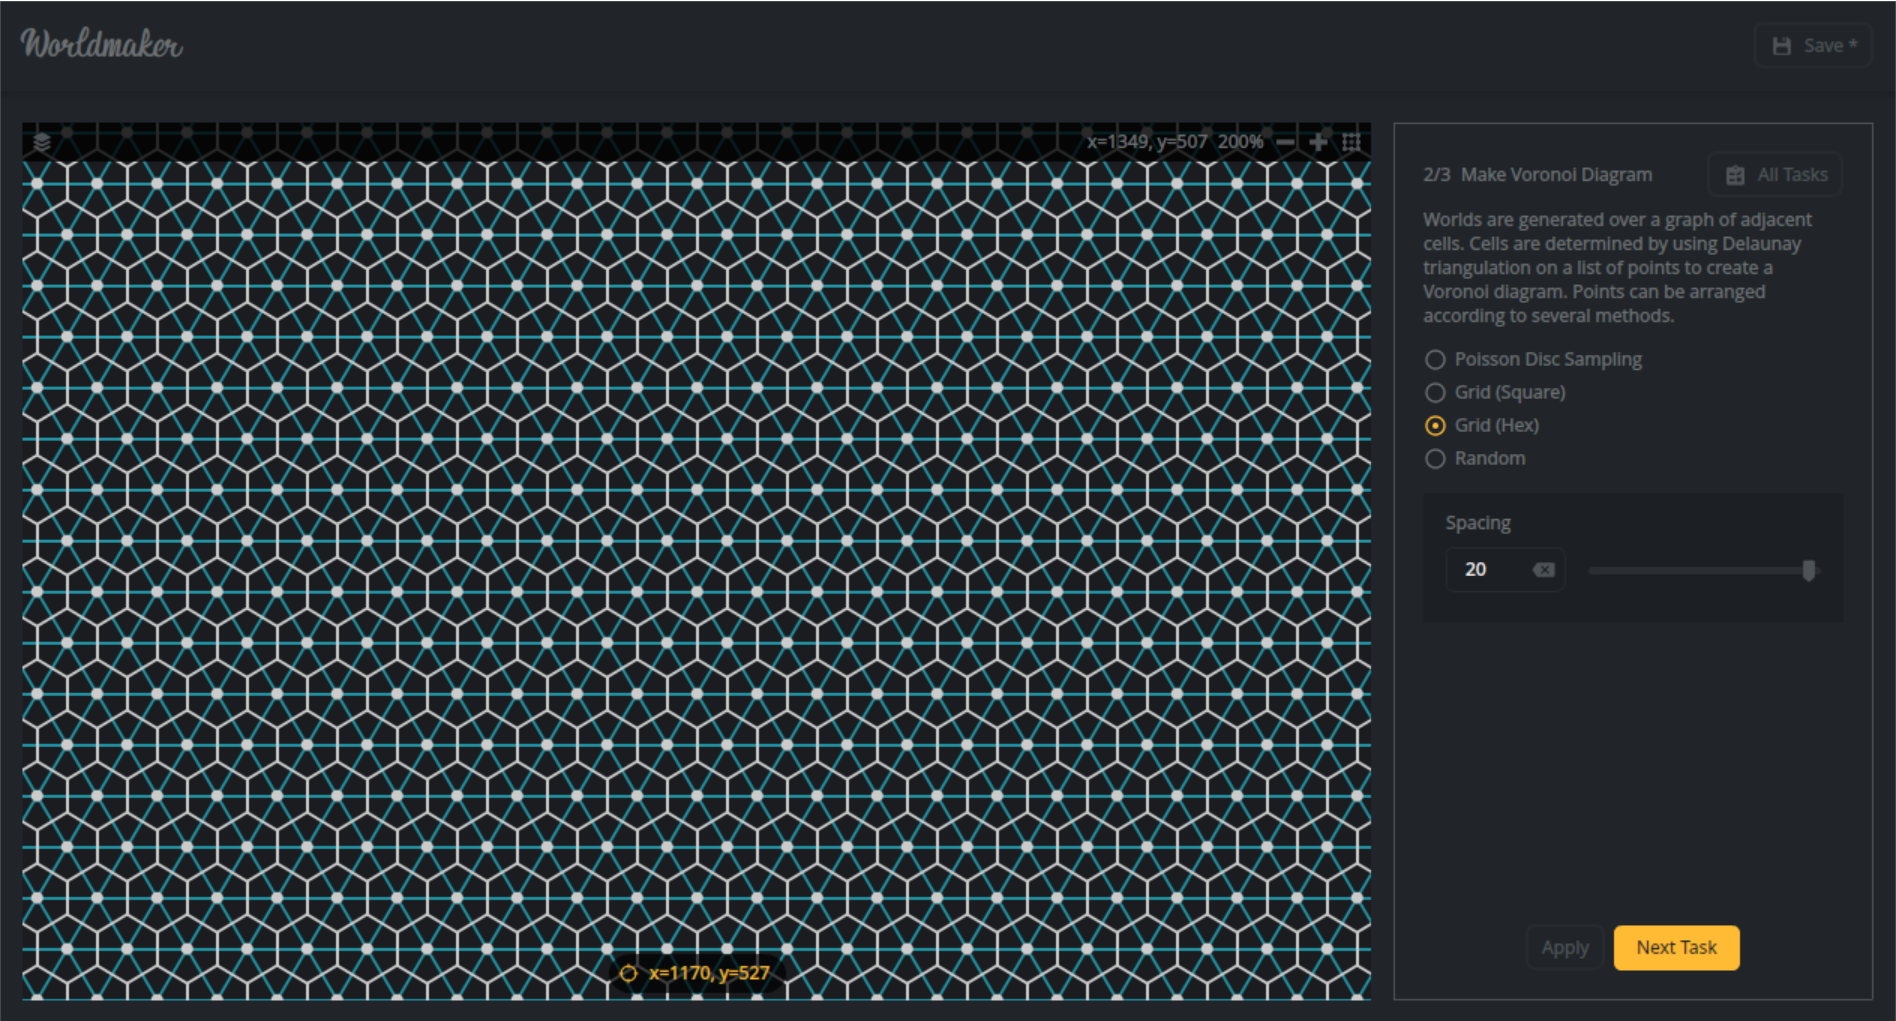 Worldmaker
Save *
x=1349, y=507 200%
2/3 Make Voronoi Diagram
All Tasks
Worlds are generated over a graph of adjacent
cells. Cells are determined by using Delaunay
triangulation on a list of points to create a
Voronoi diagram. Points can be arranged
according to several methods.
Poisson Disc Sampling
Grid (Square)
Grid (Hex)
Random
Spacing
20
x=1170, y=527
Apply
Next Task